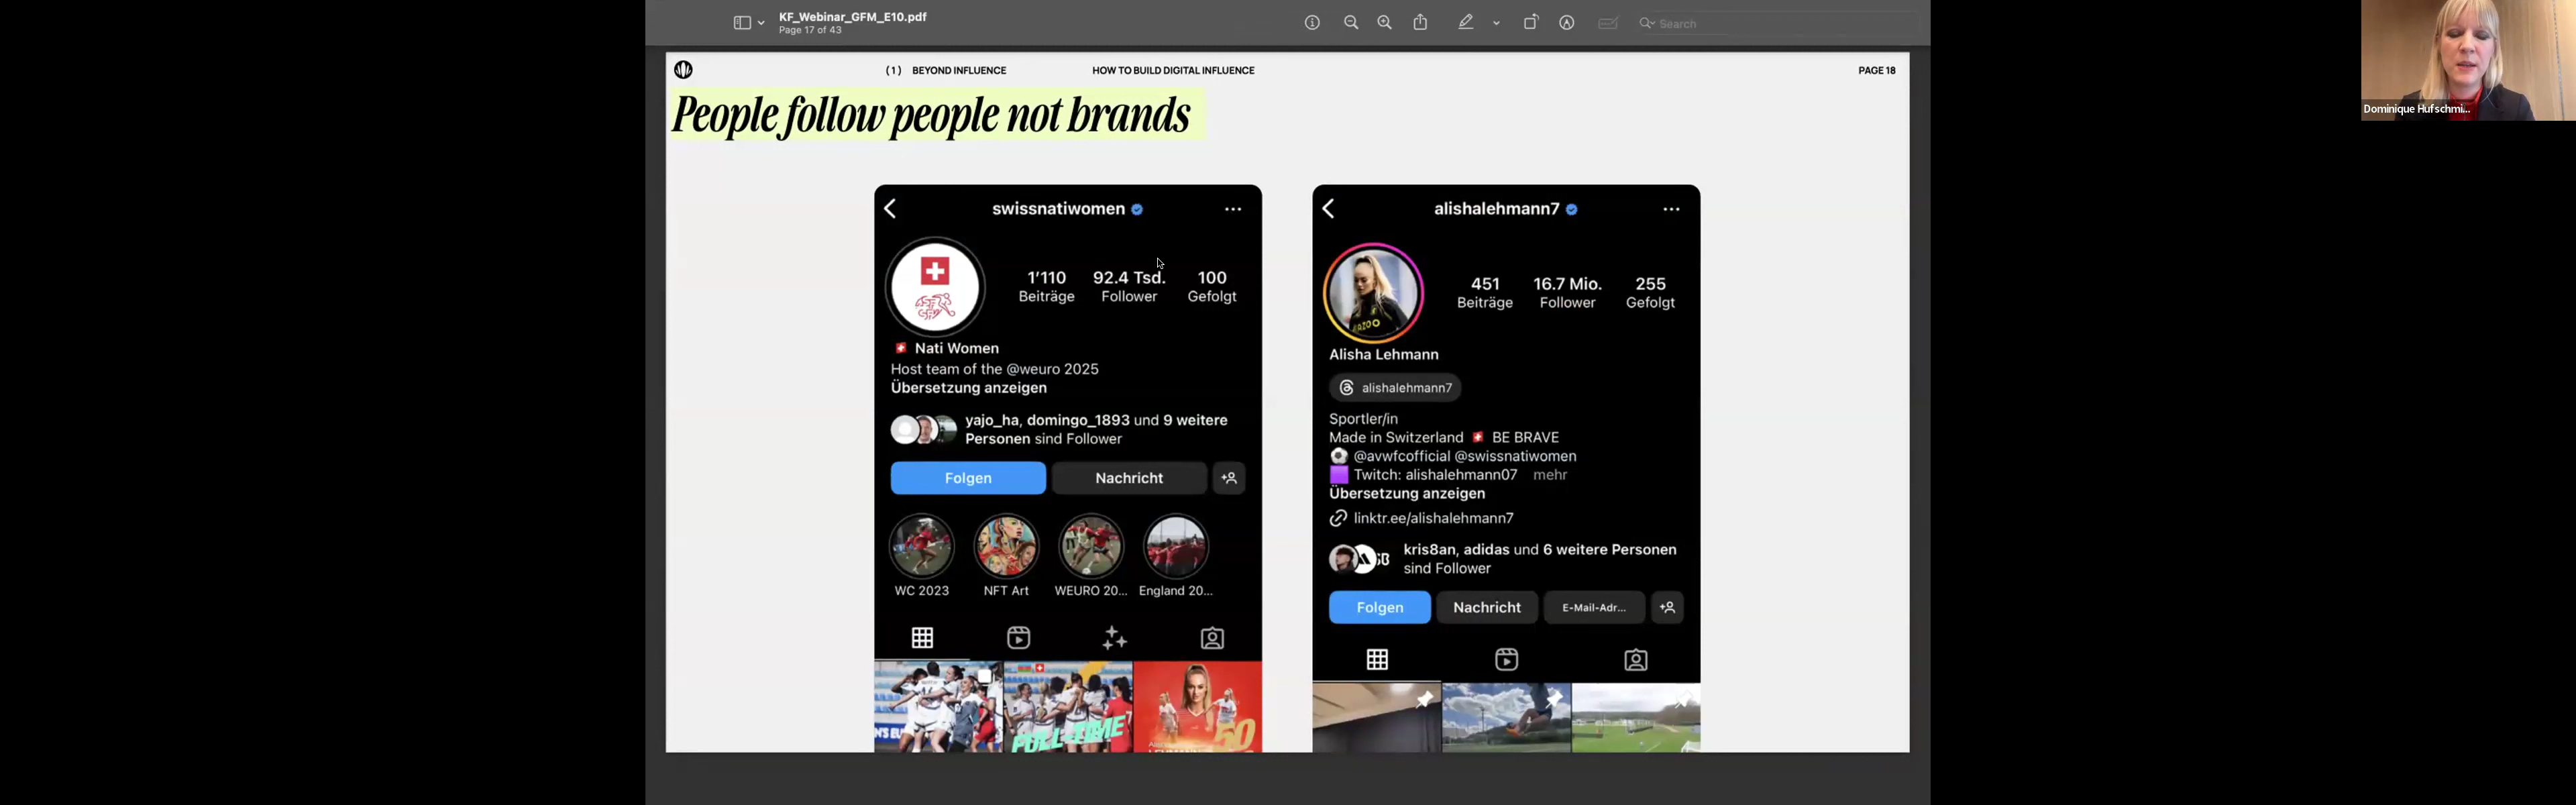 KF_Webinar_GFM_E10.pdf
Page 17 of 43
Search
Dominique Hufschmi...
(1) BEYOND INFLUENCE
HOW TO BUILD DIGITAL INFLUENCE
PAGE 18
People follow people not brands
swissnatiwomen
1'110
Beiträge
92.4 Tsd.
Follower
100
Gefolgt
Nati Women
Host team of the @weuro 2025
Übersetzung anzeigen
yajo_ha, domingo_1893 und 9 weitere
Personen sind Follower
Folgen
Nachricht
WC 2023
NFT Art
WEURO 20...
England 20...
FULL-TIME
50
LEHMANN
alishalehmann7
451
Beiträge
16.7 Mio.
Follower
255
Gefolgt
Alisha Lehmann
alishalehmann7
Sportler/in
Made in Switzerland BE BRAVE
@avwfcofficial @swissnatiwomen
Twitch: alishalehmann07 mehr
Übersetzung anzeigen
linktr.ee/alishalehmann7
kris8an, adidas und 6 weitere Personen
sind Follower
Folgen
Nachricht
E-Mail-Adr...